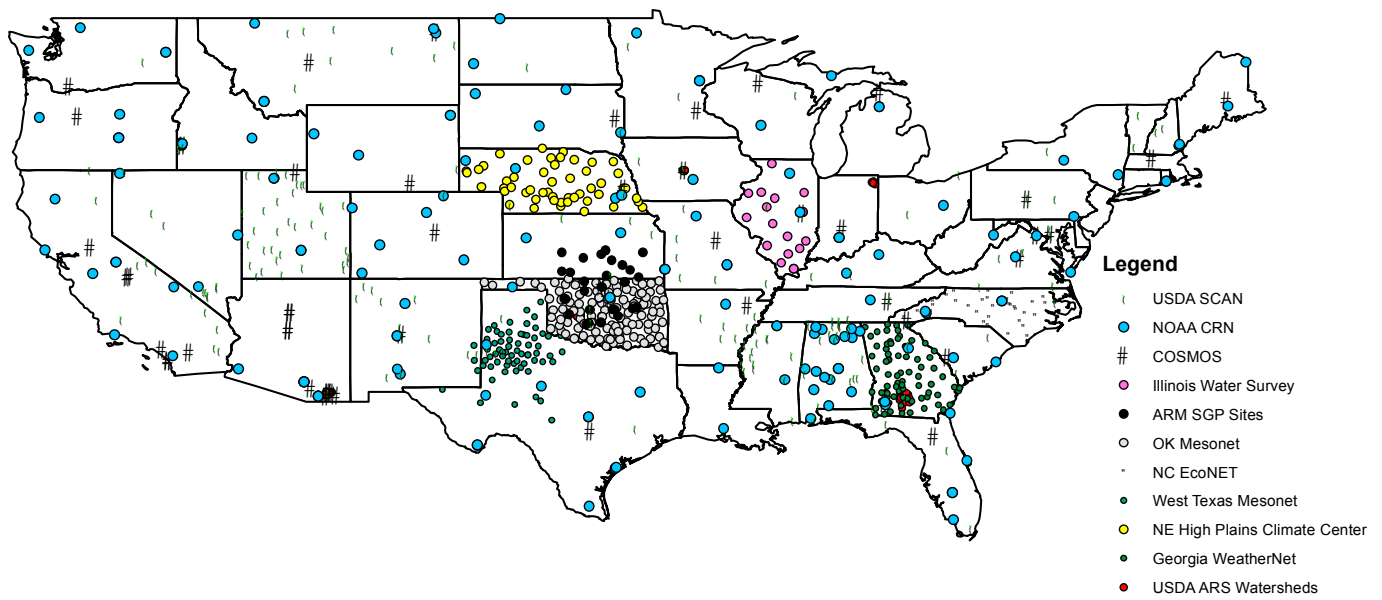 Legend
USDA SCAN
NOAA CRN
COSMOS
Illinois Water Survey
ARM SGP Sites
OK Mesonet
NC EcoNET
West Texas Mesonet
NE High Plains Climate Center
Georgia WeatherNet
USDA ARS Watersheds